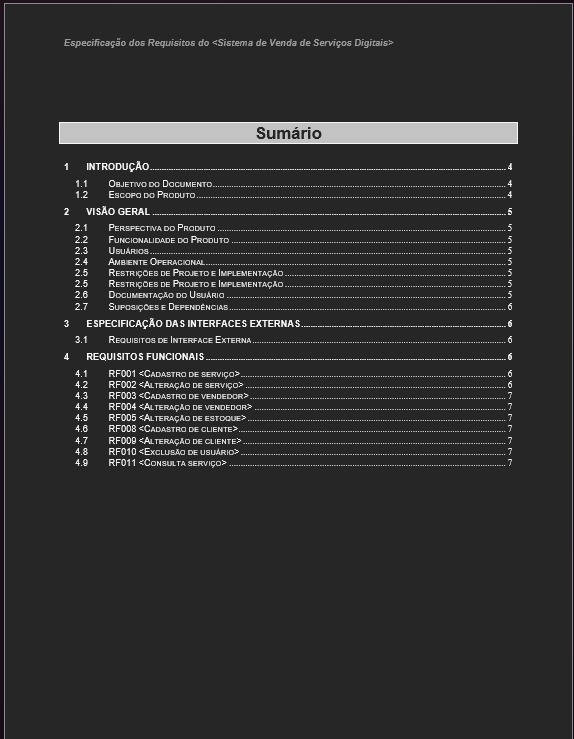 Especificação dos Requisitos do <Sistema de Venda de Serviços Digitais>
Sumário
1 INTRODUÇÃO 4
1.1 OBJETIVO DO DOCUMENTO 4
1.2 ESCOPO DO PRODUTO 4
2 VISÃO GERAL 5
2.1 PERSPECTIVA DO PRODUTO 5
2.2 FUNCIONALIDADE DO PRODUTO 5
2.3 USUÁRIOS 5
2.4 AMBIENTE OPERACIONAL 5
2.5 RESTRIÇÕES DE PROJETO E IMPLEMENTAÇÃO 5
2.5 RESTRIÇÕES DE PROJETO E IMPLEMENTAÇÃO 5
2.6 DOCUMENTAÇÃO DO USUÁRIO 5
2.7 SUPOSIÇÕES E DEPENDÊNCIAS 6
3 ESPECIFICAÇÃO DAS INTERFACES EXTERNAS 6
3.1 REQUISITOS DE INTERFACE EXTERNA 6
4 REQUISITOS FUNCIONAIS 6
4.1 RF001 <CADASTRO DE SERVIÇO> 6
4.2 RF002 <ALTERAÇÃO DE SERVIÇO> 6
4.3 RF003 <CADASTRO DE VENDEDOR> 7
4.4 RF004 <ALTERAÇÃO DE VENDEDOR> 7
4.5 RF005 <ALTERAÇÃO DE ESTOQUE> 7
4.6 RF008 <CADASTRO DE CLIENTE> 7
4.7 RF009 <ALTERAÇÃO DE CLIENTE> 7
4.8 RF010 <EXCLUSÃO DE USUÁRIO> 7
4.9 RF011 <CONSULTA SERVIÇO> 7